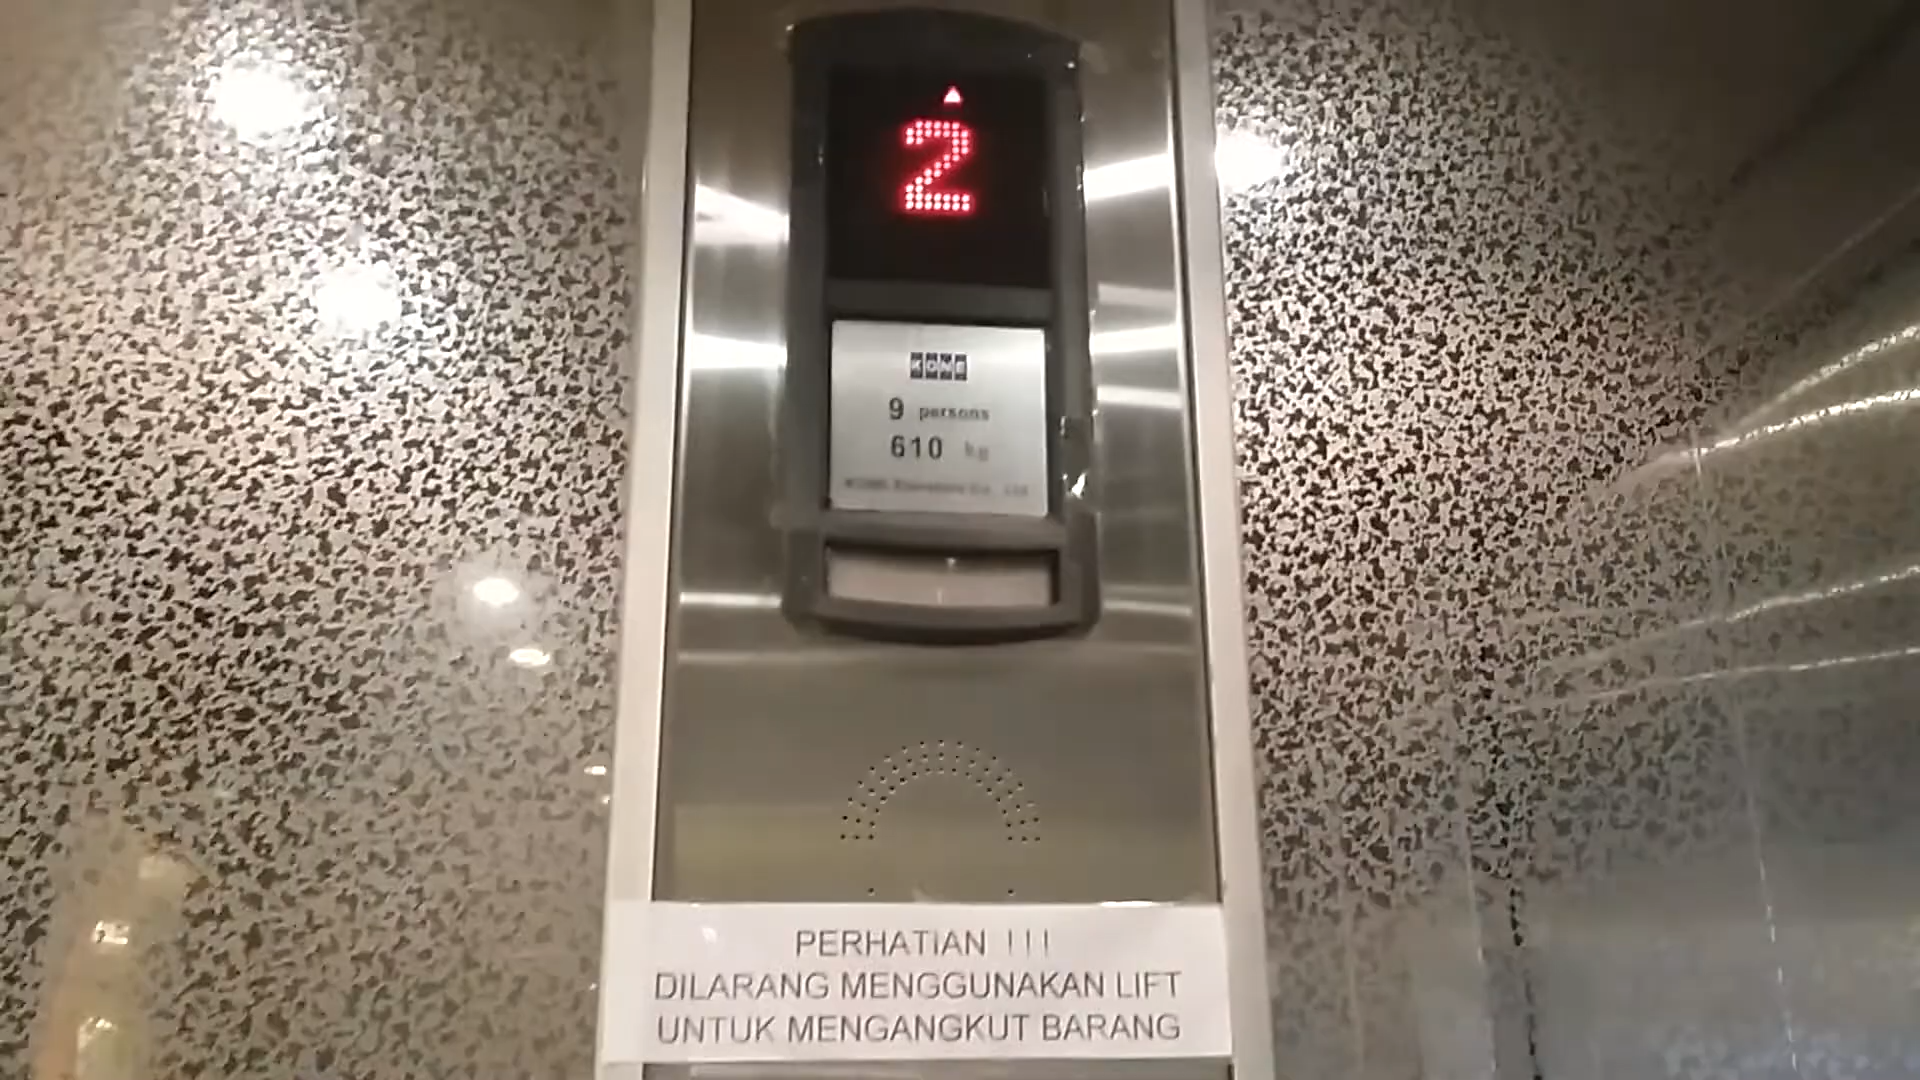 2
KONE
9 persons
610 kg
PERHATIAN !!!
DILARANG MENGGUNAKAN LIFT
UNTUK MENGANGKUT BARANG